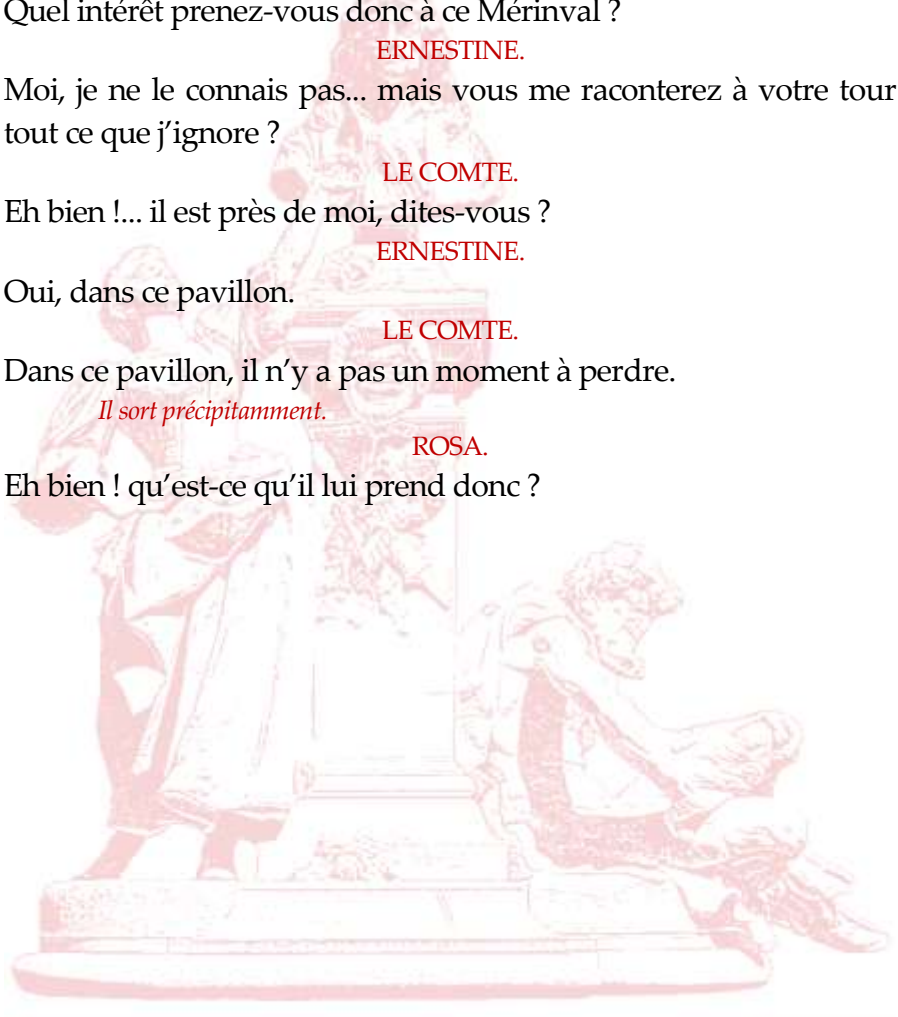 Quel intérêt prenez-vous donc à ce Mérinval ?
ERNESTINE.
Moi, je ne le connais pas... mais vous me raconterez à votre tour
tout ce que j’ignore ?
LE COMTE.
Eh bien !... il est près de moi, dites-vous ?
ERNESTINE.
Oui, dans ce pavillon.
LE COMTE.
Dans ce pavillon, il n’y a pas un moment à perdre.
Il sort précipitamment.
ROSA.
Eh bien ! qu’est-ce qu’il lui prend donc ?